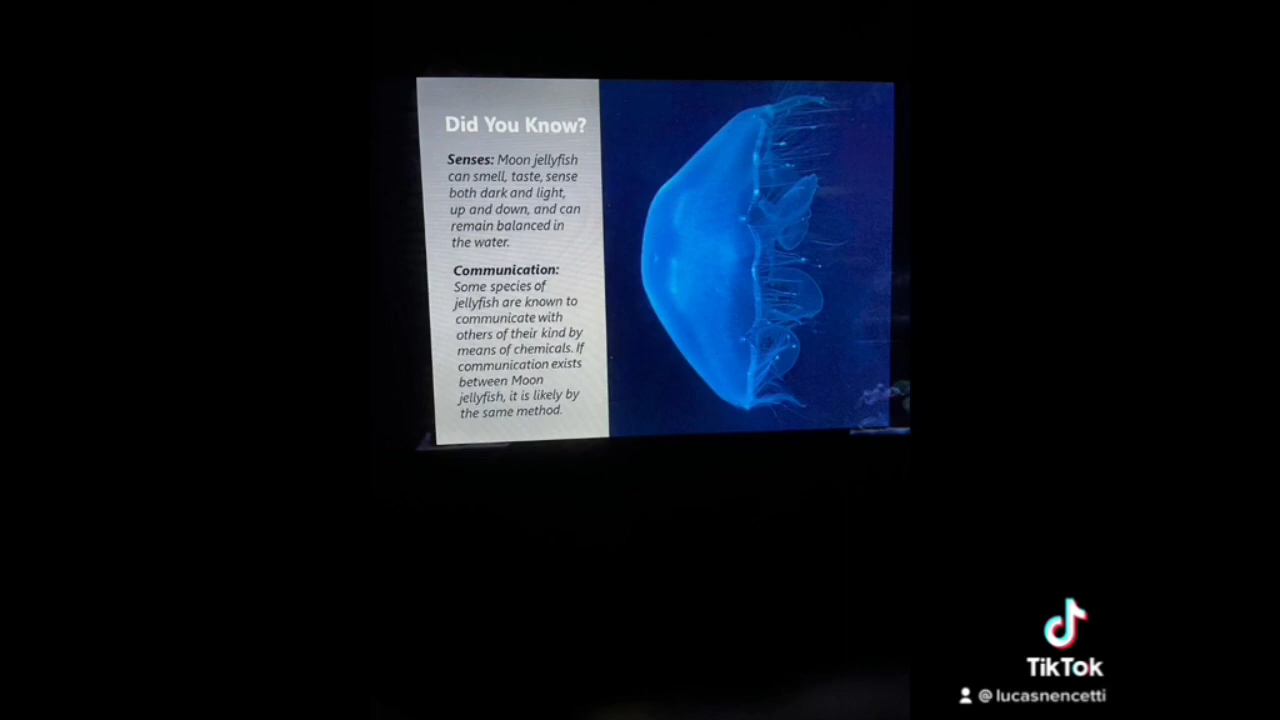 Did You Know?
Senses: Moon jellyfish
can smell, taste, sense
both dark and light,
up and down, and can
remain balanced in
the water.
Communication:
Some species of
jellyfish are known to
communicate with
others of their kind by
means of chemicals. If
communication exists
between Moon
jellyfish, it is likely by
the same method.
TikTok
@lucasnencetti